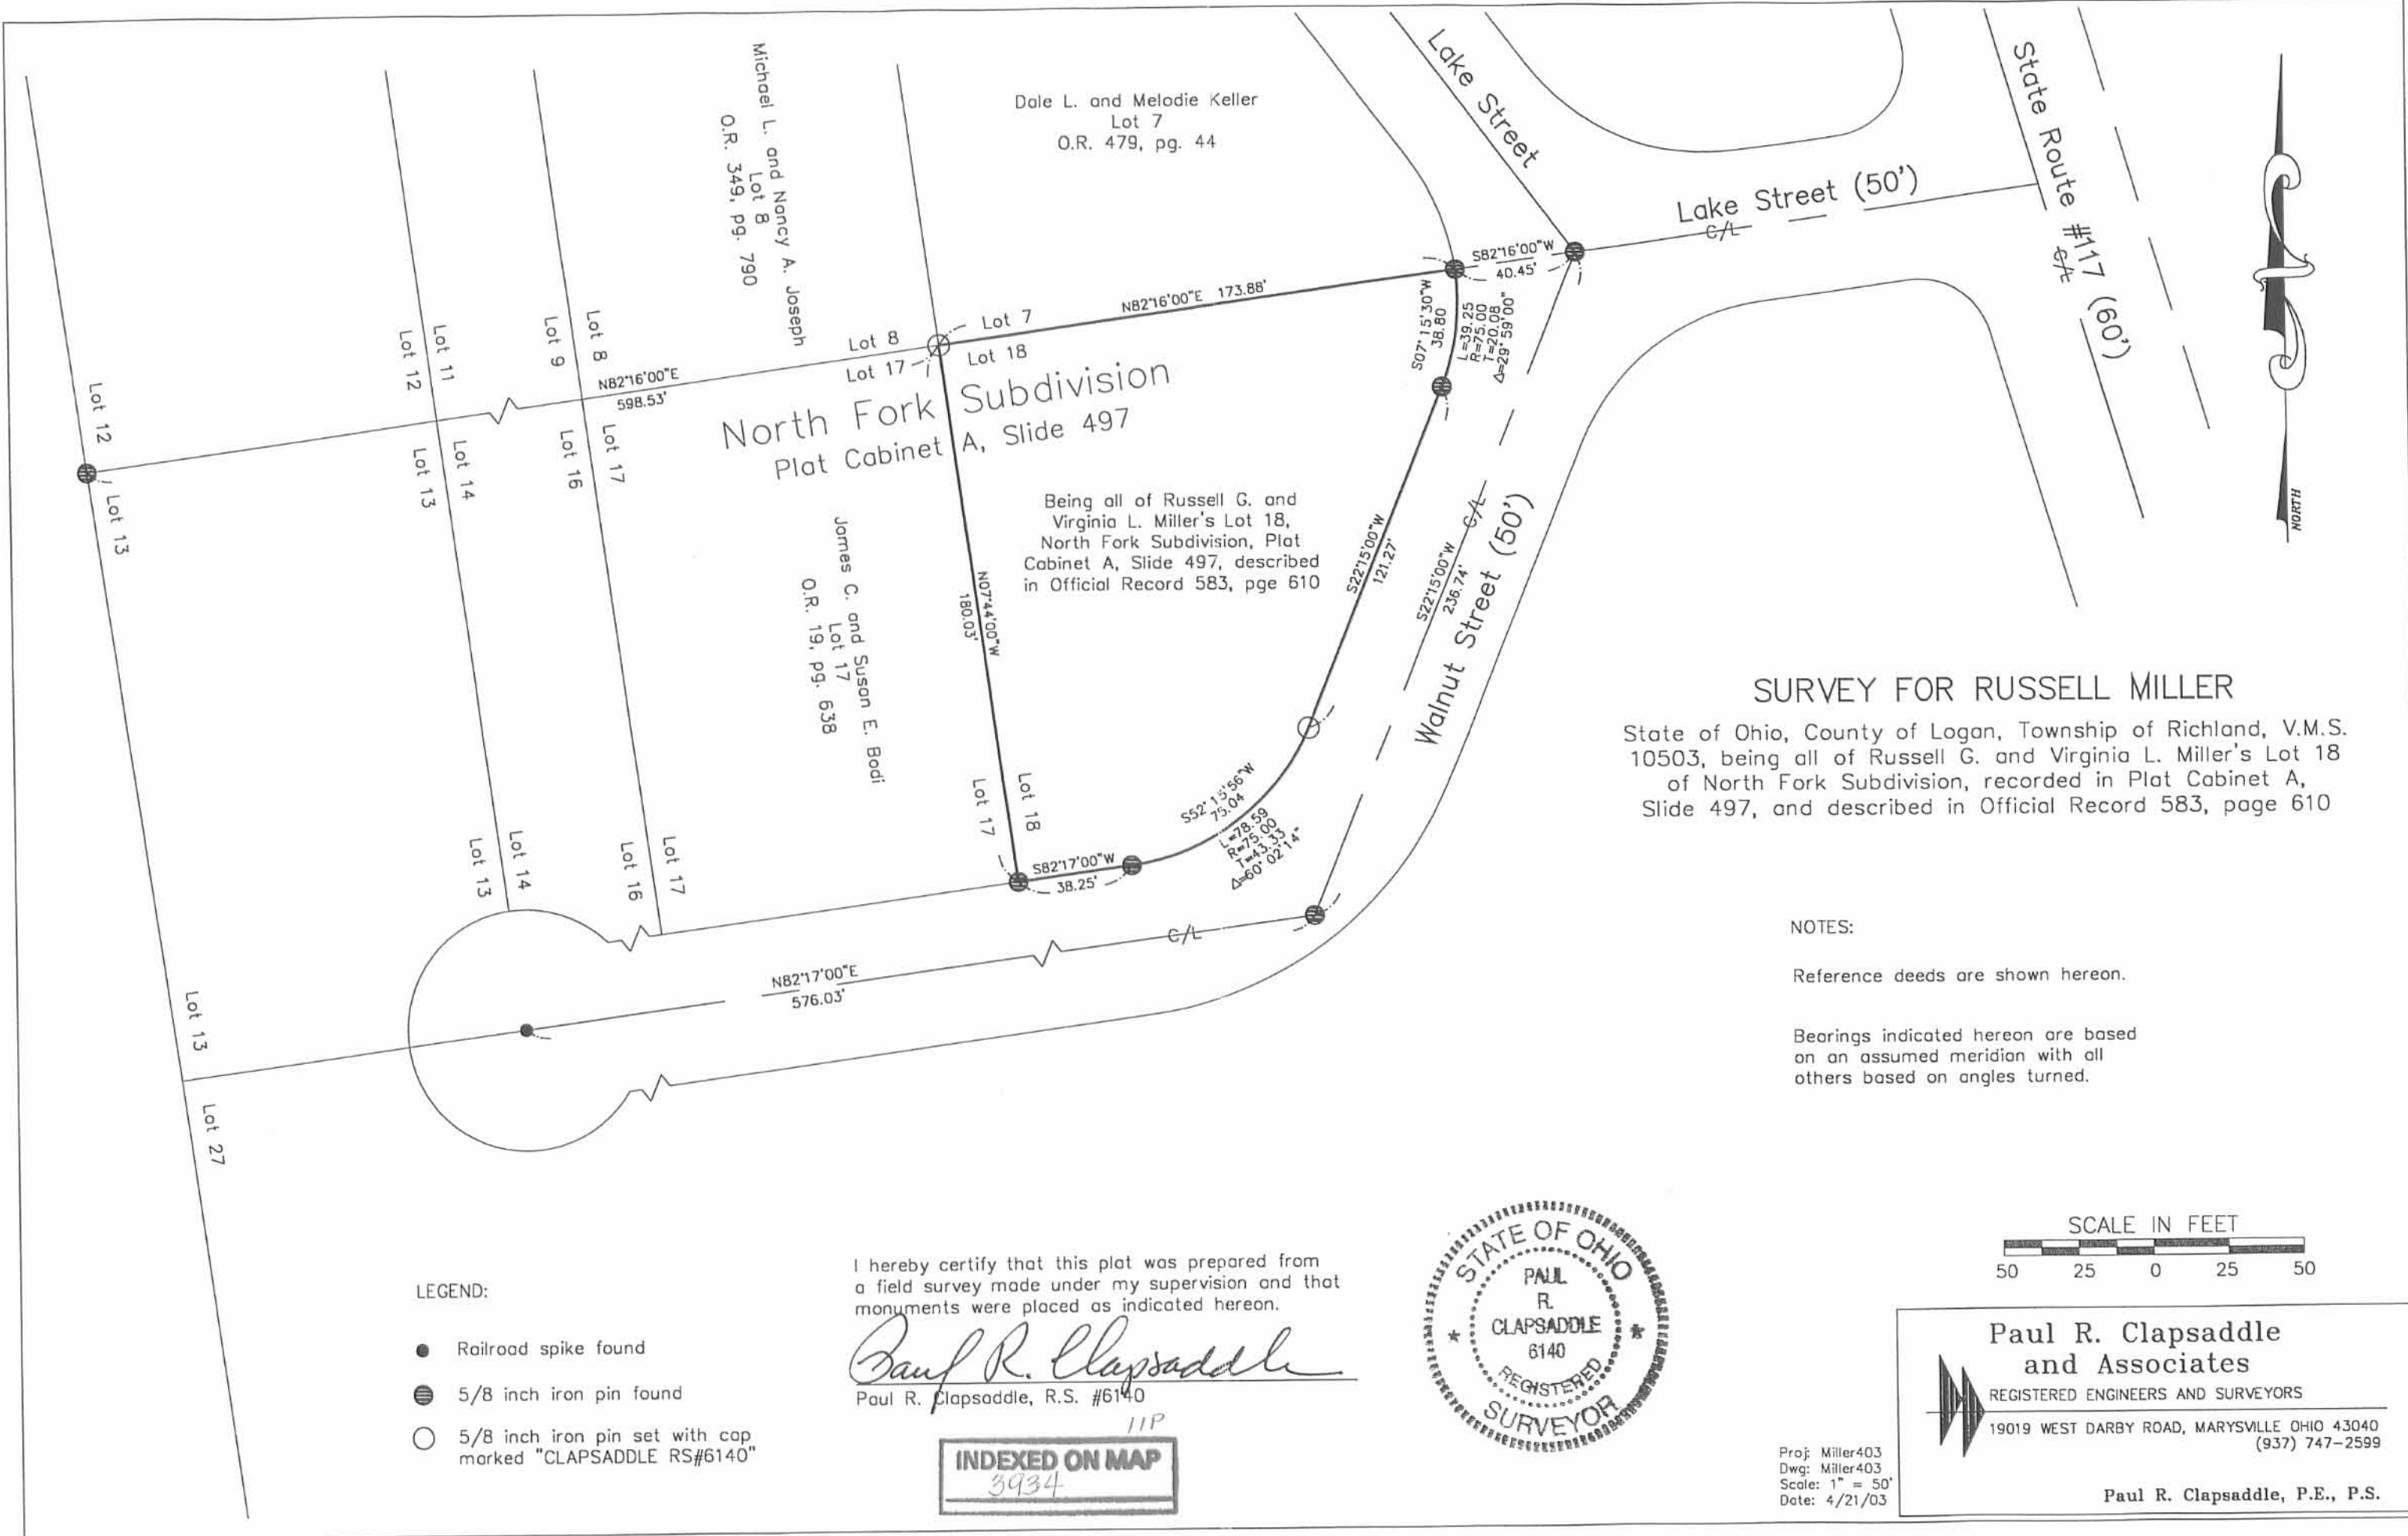 Michael L. and Nancy A. Joseph
Lot 8
O.R. 349, pg. 790
Dale L. and Melodie Keller
Lot 7
O.R. 479, pg. 44
Lake Street
Lake Street (50')
C/L
State Route #117 (60')
C/L
NORTH
S82°16'00"W
40.45'
N82°16'00"E 173.88'
S07°15'30"W
38.80
L=39.25
R=75.00
T=20.08
Δ=29°59'00"
Lot 7
Lot 8
Lot 17
Lot 18
Lot 8
Lot 9
Lot 11
Lot 12
N82°16'00"E
598.53'
Lot 12
Lot 13
Lot 13
Lot 14
Lot 16
Lot 17
North Fork Subdivision
Plat Cabinet A, Slide 497
Being all of Russell G. and
Virginia L. Miller's Lot 18,
North Fork Subdivision, Plat
Cabinet A, Slide 497, described
in Official Record 583, pge 610
James C. and Susan E. Bodi
Lot 17
O.R. 19, pg. 638
N07°44'00"W
180.03'
S22°15'00"W
121.27'
S22°15'00"W
236.74'
C/L
Walnut Street (50')
S52°15'56"W
75.04
L=78.59
R=75.00
T=43.33
Δ=60°02'14"
Lot 17
Lot 18
S82°17'00"W
38.25'
Lot 13
Lot 14
Lot 16
Lot 17
C/L
N82°17'00"E
576.03'
Lot 13
Lot 27
SURVEY FOR RUSSELL MILLER
State of Ohio, County of Logan, Township of Richland, V.M.S.
10503, being all of Russell G. and Virginia L. Miller's Lot 18
of North Fork Subdivision, recorded in Plat Cabinet A,
Slide 497, and described in Official Record 583, page 610
NOTES:
Reference deeds are shown hereon.
Bearings indicated hereon are based
on an assumed meridion with all
others based on angles turned.
LEGEND:
Railroad spike found
5/8 inch iron pin found
5/8 inch iron pin set with cap
marked "CLAPSADDLE RS#6140"
I hereby certify that this plat was prepared from
a field survey made under my supervision and that
monuments were placed as indicated hereon.
Paul R. Clapsaddle
Paul R. Clapsaddle, R.S. #6140
11P
INDEXED ON MAP
3934
STATE OF OHIO
PAUL
R.
CLAPSADDLE
6140
REGISTERED
SURVEYOR
SCALE IN FEET
50 25 0 25 50
Paul R. Clapsaddle
and Associates
REGISTERED ENGINEERS AND SURVEYORS
19019 WEST DARBY ROAD, MARYSVILLE OHIO 43040
(937) 747-2599
Paul R. Clapsaddle, P.E., P.S.
Proj: Miller403
Dwg: Miller403
Scale: 1" = 50'
Date: 4/21/03